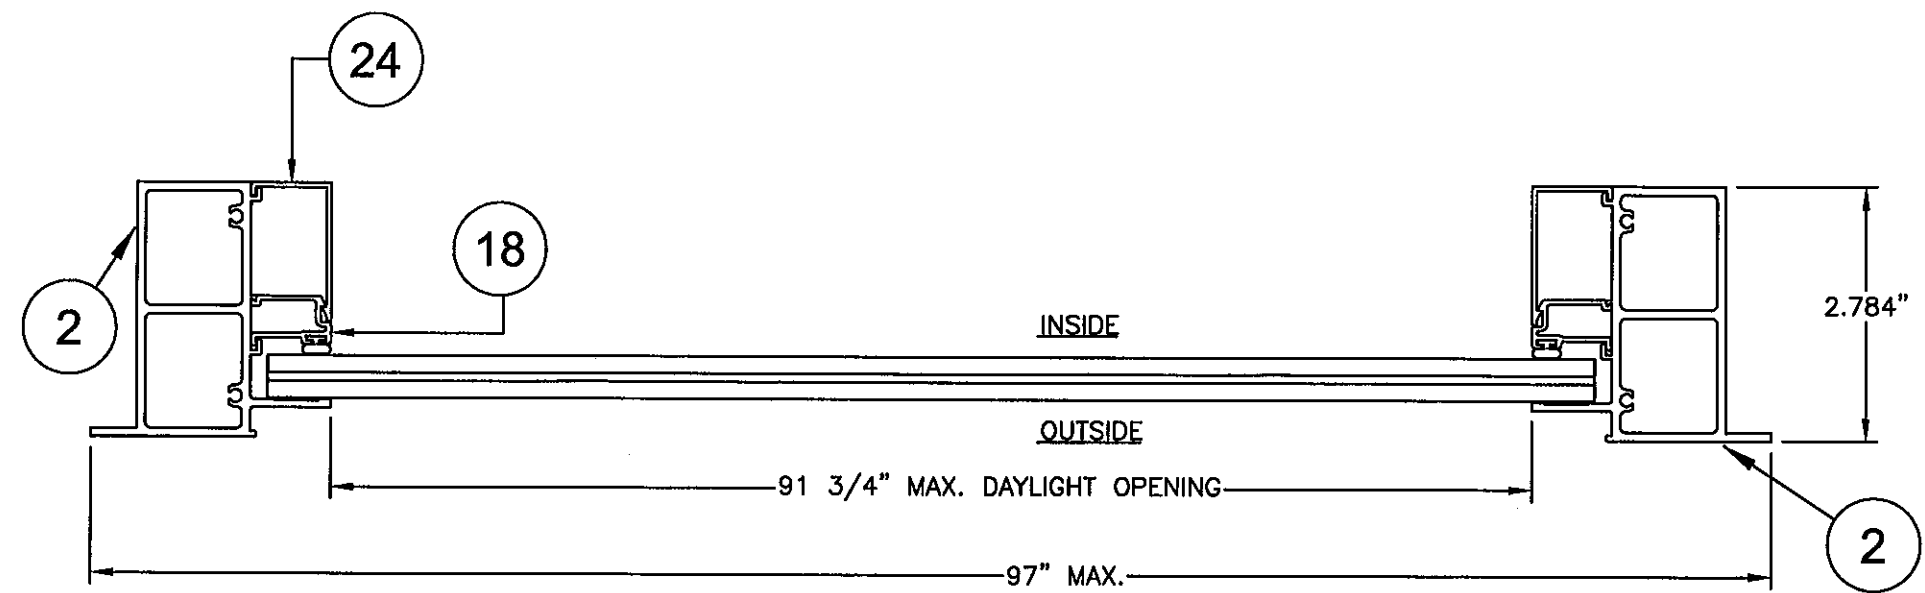 24
18
2
INSIDE
2.784"
OUTSIDE
91 3/4" MAX. DAYLIGHT OPENING
2
97" MAX.